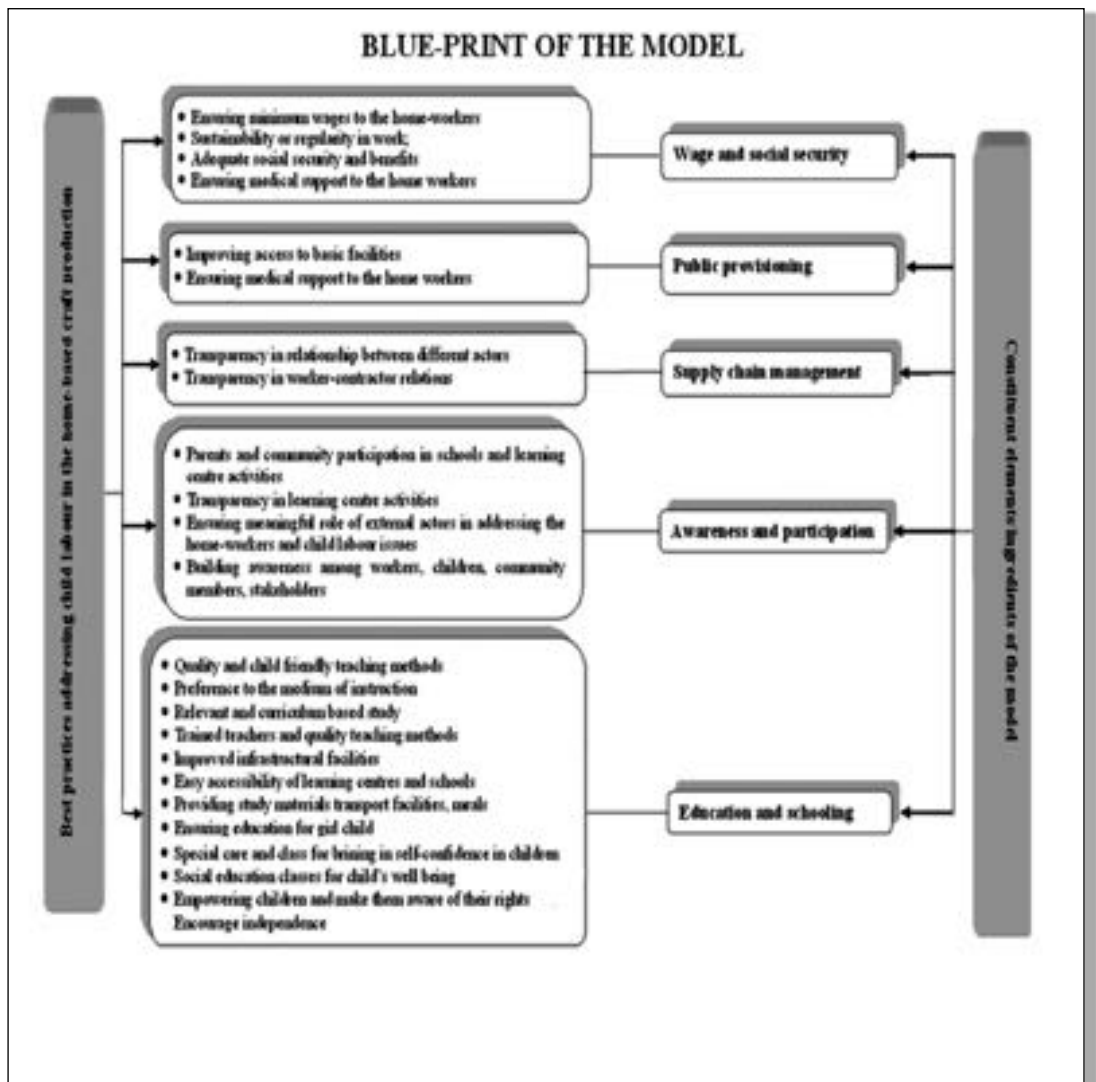 BLUE-PRINT OF THE MODEL
Best practices addressing child labour in the home-based craft production
• Ensuring minimum wages to the home-workers
• Sustainability or regularity in work;
• Adequate social security and benefits
• Ensuring medical support to the home workers
Wage and social security
• Improving access to basic facilities
• Ensuring medical support to the home workers
Public provisioning
• Transparency in relationship between different actors
• Transparency in worker-contractor relations
Supply chain management
• Parents and community participation in schools and learning
centre activities
• Transparency in learning centre activities
• Ensuring meaningful role of external actors in addressing the
home-workers and child labour issues
• Building awareness among workers, children, community
members, stakeholders
Awareness and participation
• Quality and child friendly teaching methods
• Preference to the medium of instruction
• Relevant and curriculum based study
• Trained teachers and quality teaching methods
• Improved infrastructural facilities
• Easy accessibility of learning centres and schools
• Providing study materials transport facilities, meals
• Ensuring education for girl child
• Special care and class for brining in self-confidence in children
• Social education classes for child's well being
• Empowering children and make them aware of their rights
Encourage independence
Education and schooling
Constituent elements/ingredients of the model